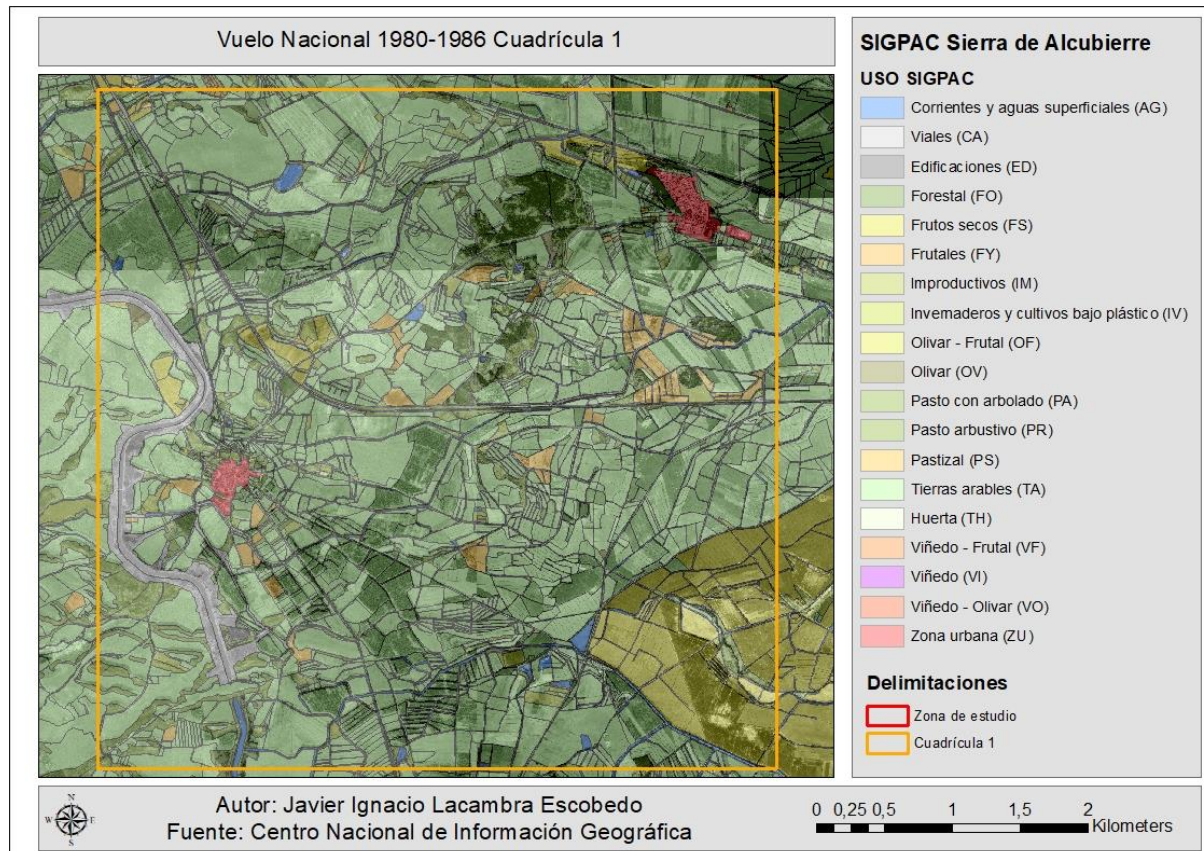 Vuelo Nacional 1980-1986 Cuadrícula 1
SIGPAC Sierra de Alcubierre
USO SIGPAC
Corrientes y aguas superficiales (AG)
Viales (CA)
Edificaciones (ED)
Forestal (FO)
Frutos secos (FS)
Frutales (FY)
Improductivos (IM)
Invernaderos y cultivos bajo plástico (IV)
Olivar - Frutal (OF)
Olivar (OV)
Pasto con arbolado (PA)
Pasto arbustivo (PR)
Pastizal (PS)
Tierras arables (TA)
Huerta (TH)
Viñedo - Frutal (VF)
Viñedo (VI)
Viñedo - Olivar (VO)
Zona urbana (ZU)
Delimitaciones
Zona de estudio
Cuadrícula 1
N
W E
S
Autor: Javier Ignacio Lacambra Escobedo
Fuente: Centro Nacional de Información Geográfica
0 0,25 0,5 1 1,5 2
Kilometers